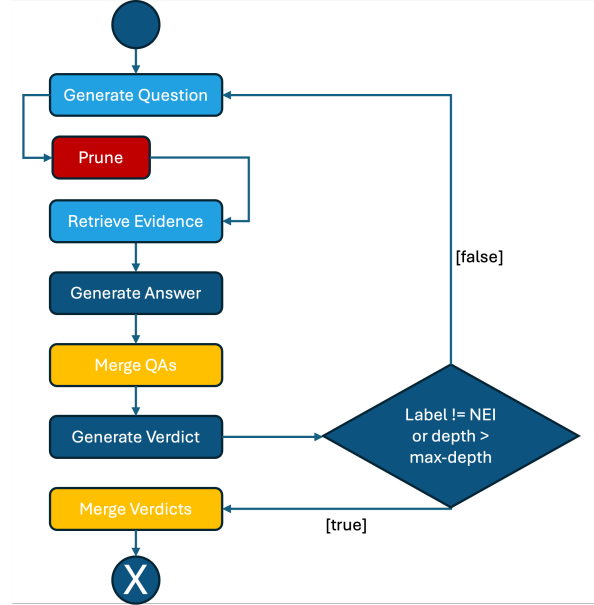 Generate Question
Prune
Retrieve Evidence
[false]
Generate Answer
Merge QAs
Label != NEI
or depth >
max-depth
Generate Verdict
Merge Verdicts
[true]
X